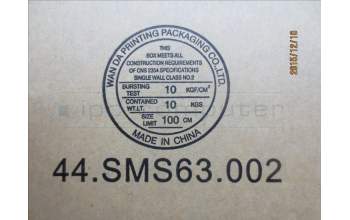 WAN DA PRINTING PACKAGING CO.,LTD.
THIS
BOX MEETS ALL
CONSTRUCTION REQUIREMENTS
OF CNS 2354 SPECIFICATIONS
SINGLE WALL CLASS NO.2
BURSTING TEST 10 KGF/CM²
CONTAINED WT.LT. 10 KGS
SIZE LIMIT 100 CM
MADE IN CHINA
2015/12/10
44.SMS63.002